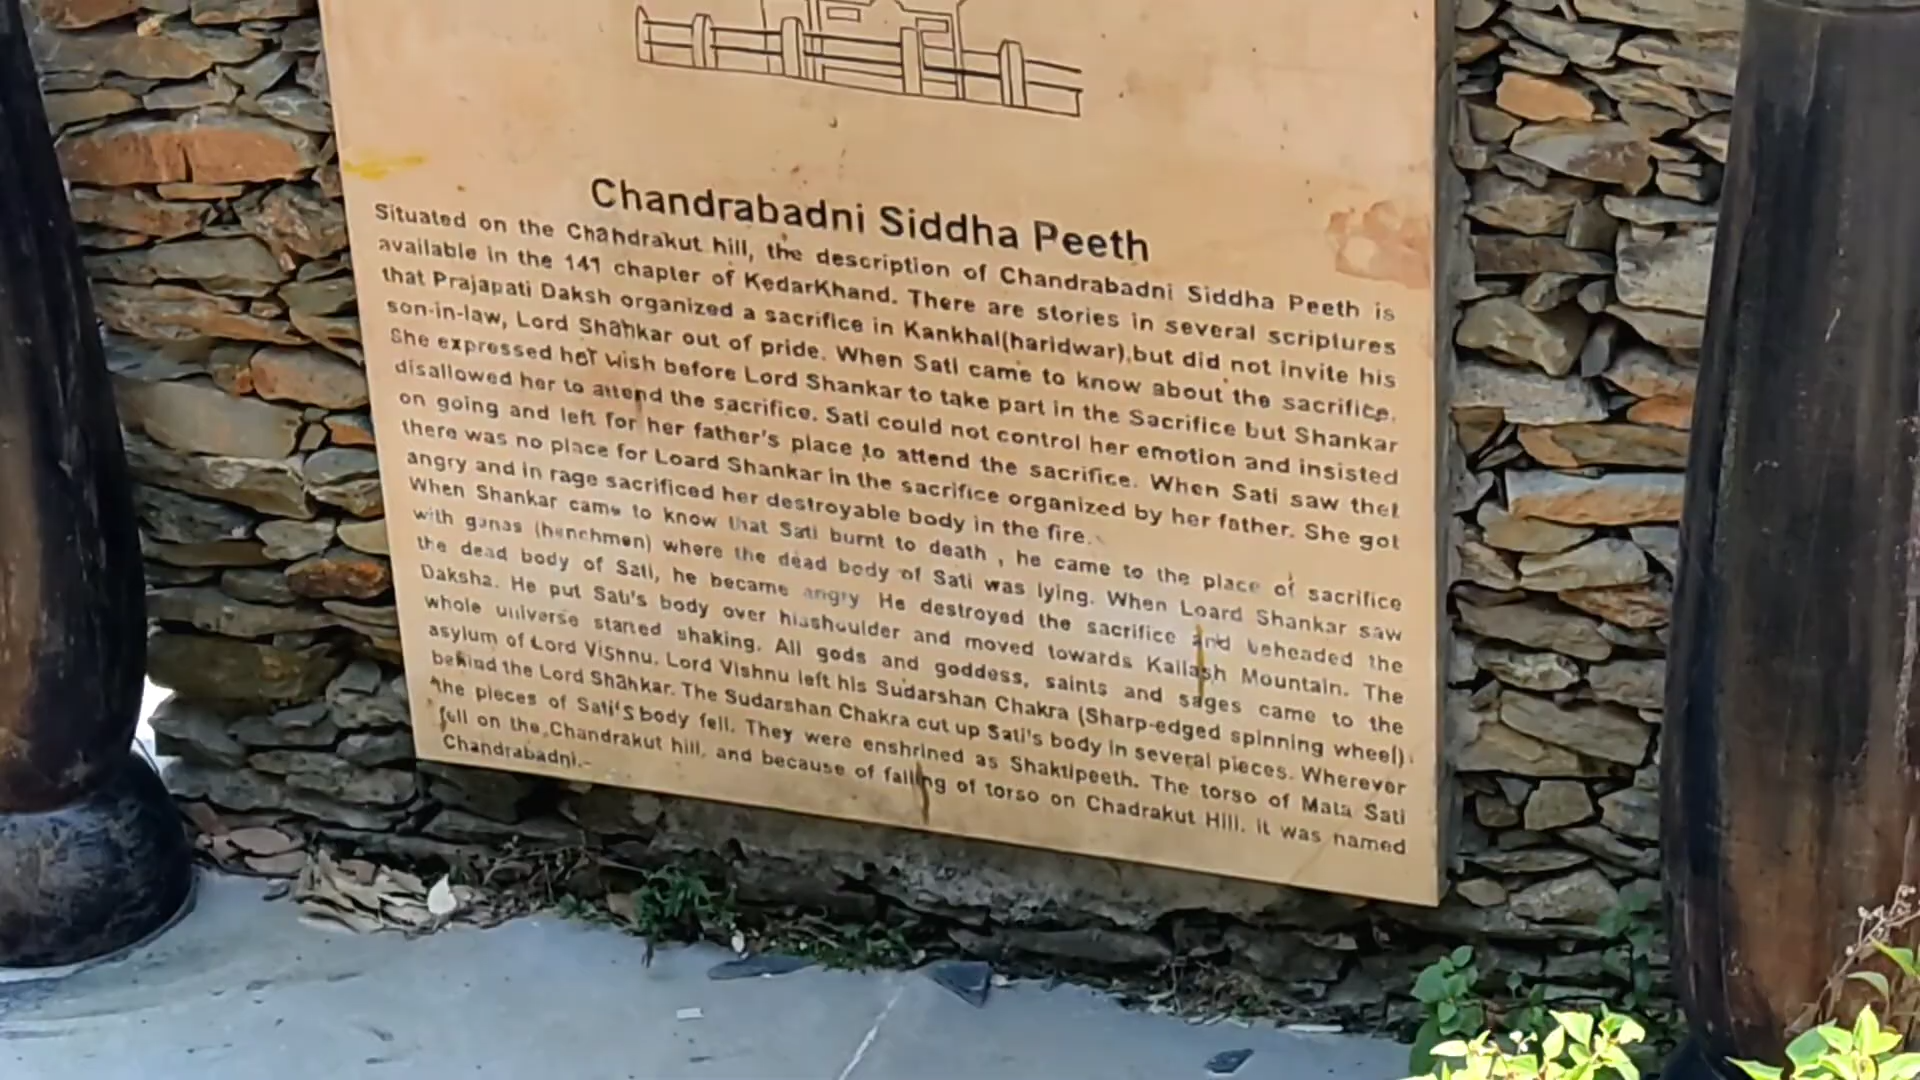 Chandrabadni Siddha Peeth
Situated on the Chandrakut hill, the description of Chandrabadni Siddha Peeth is
available in the 141 chapter of KedarKhand. There are stories in several scriptures
that Prajapati Daksh organized a sacrifice in Kankhal(haridwar),but did not invite his
son-in-law, Lord Shankar out of pride. When Sati came to know about the sacrifice,
She expressed her wish before Lord Shankar to take part in the Sacrifice but Shankar
disallowed her to attend the sacrifice. Sati could not control her emotion and insisted
on going and left for her father's place to attend the sacrifice. When Sati saw thet
there was no place for Loard Shankar in the sacrifice organized by her father. She got
angry and in rage sacrificed her destroyable body in the fire.
When Shankar came to know that Sati burnt to death , he came to the place of sacrifice
with ganas (henchmen) where the dead body of Sati was lying. When Loard Shankar saw
the dead body of Sati, he became angry He destroyed the sacrifice and beheaded the
Daksha. He put Sati's body over hisshoulder and moved towards Kailash Mountain. The
whole universe started shaking. All gods and goddess, saints and sages came to the
asylum of Lord Vishnu. Lord Vishnu left his Sudarshan Chakra (Sharp-edged spinning wheel)
behind the Lord Shankar. The Sudarshan Chakra cut up Sati's body in several pieces. Wherever
the pieces of Sati's body fell. They were enshrined as Shaktipeeth. The torso of Mata Sati
fell on the Chandrakut hill, and because of falling of torso on Chadrakut Hill. it was named
Chandrabadni.